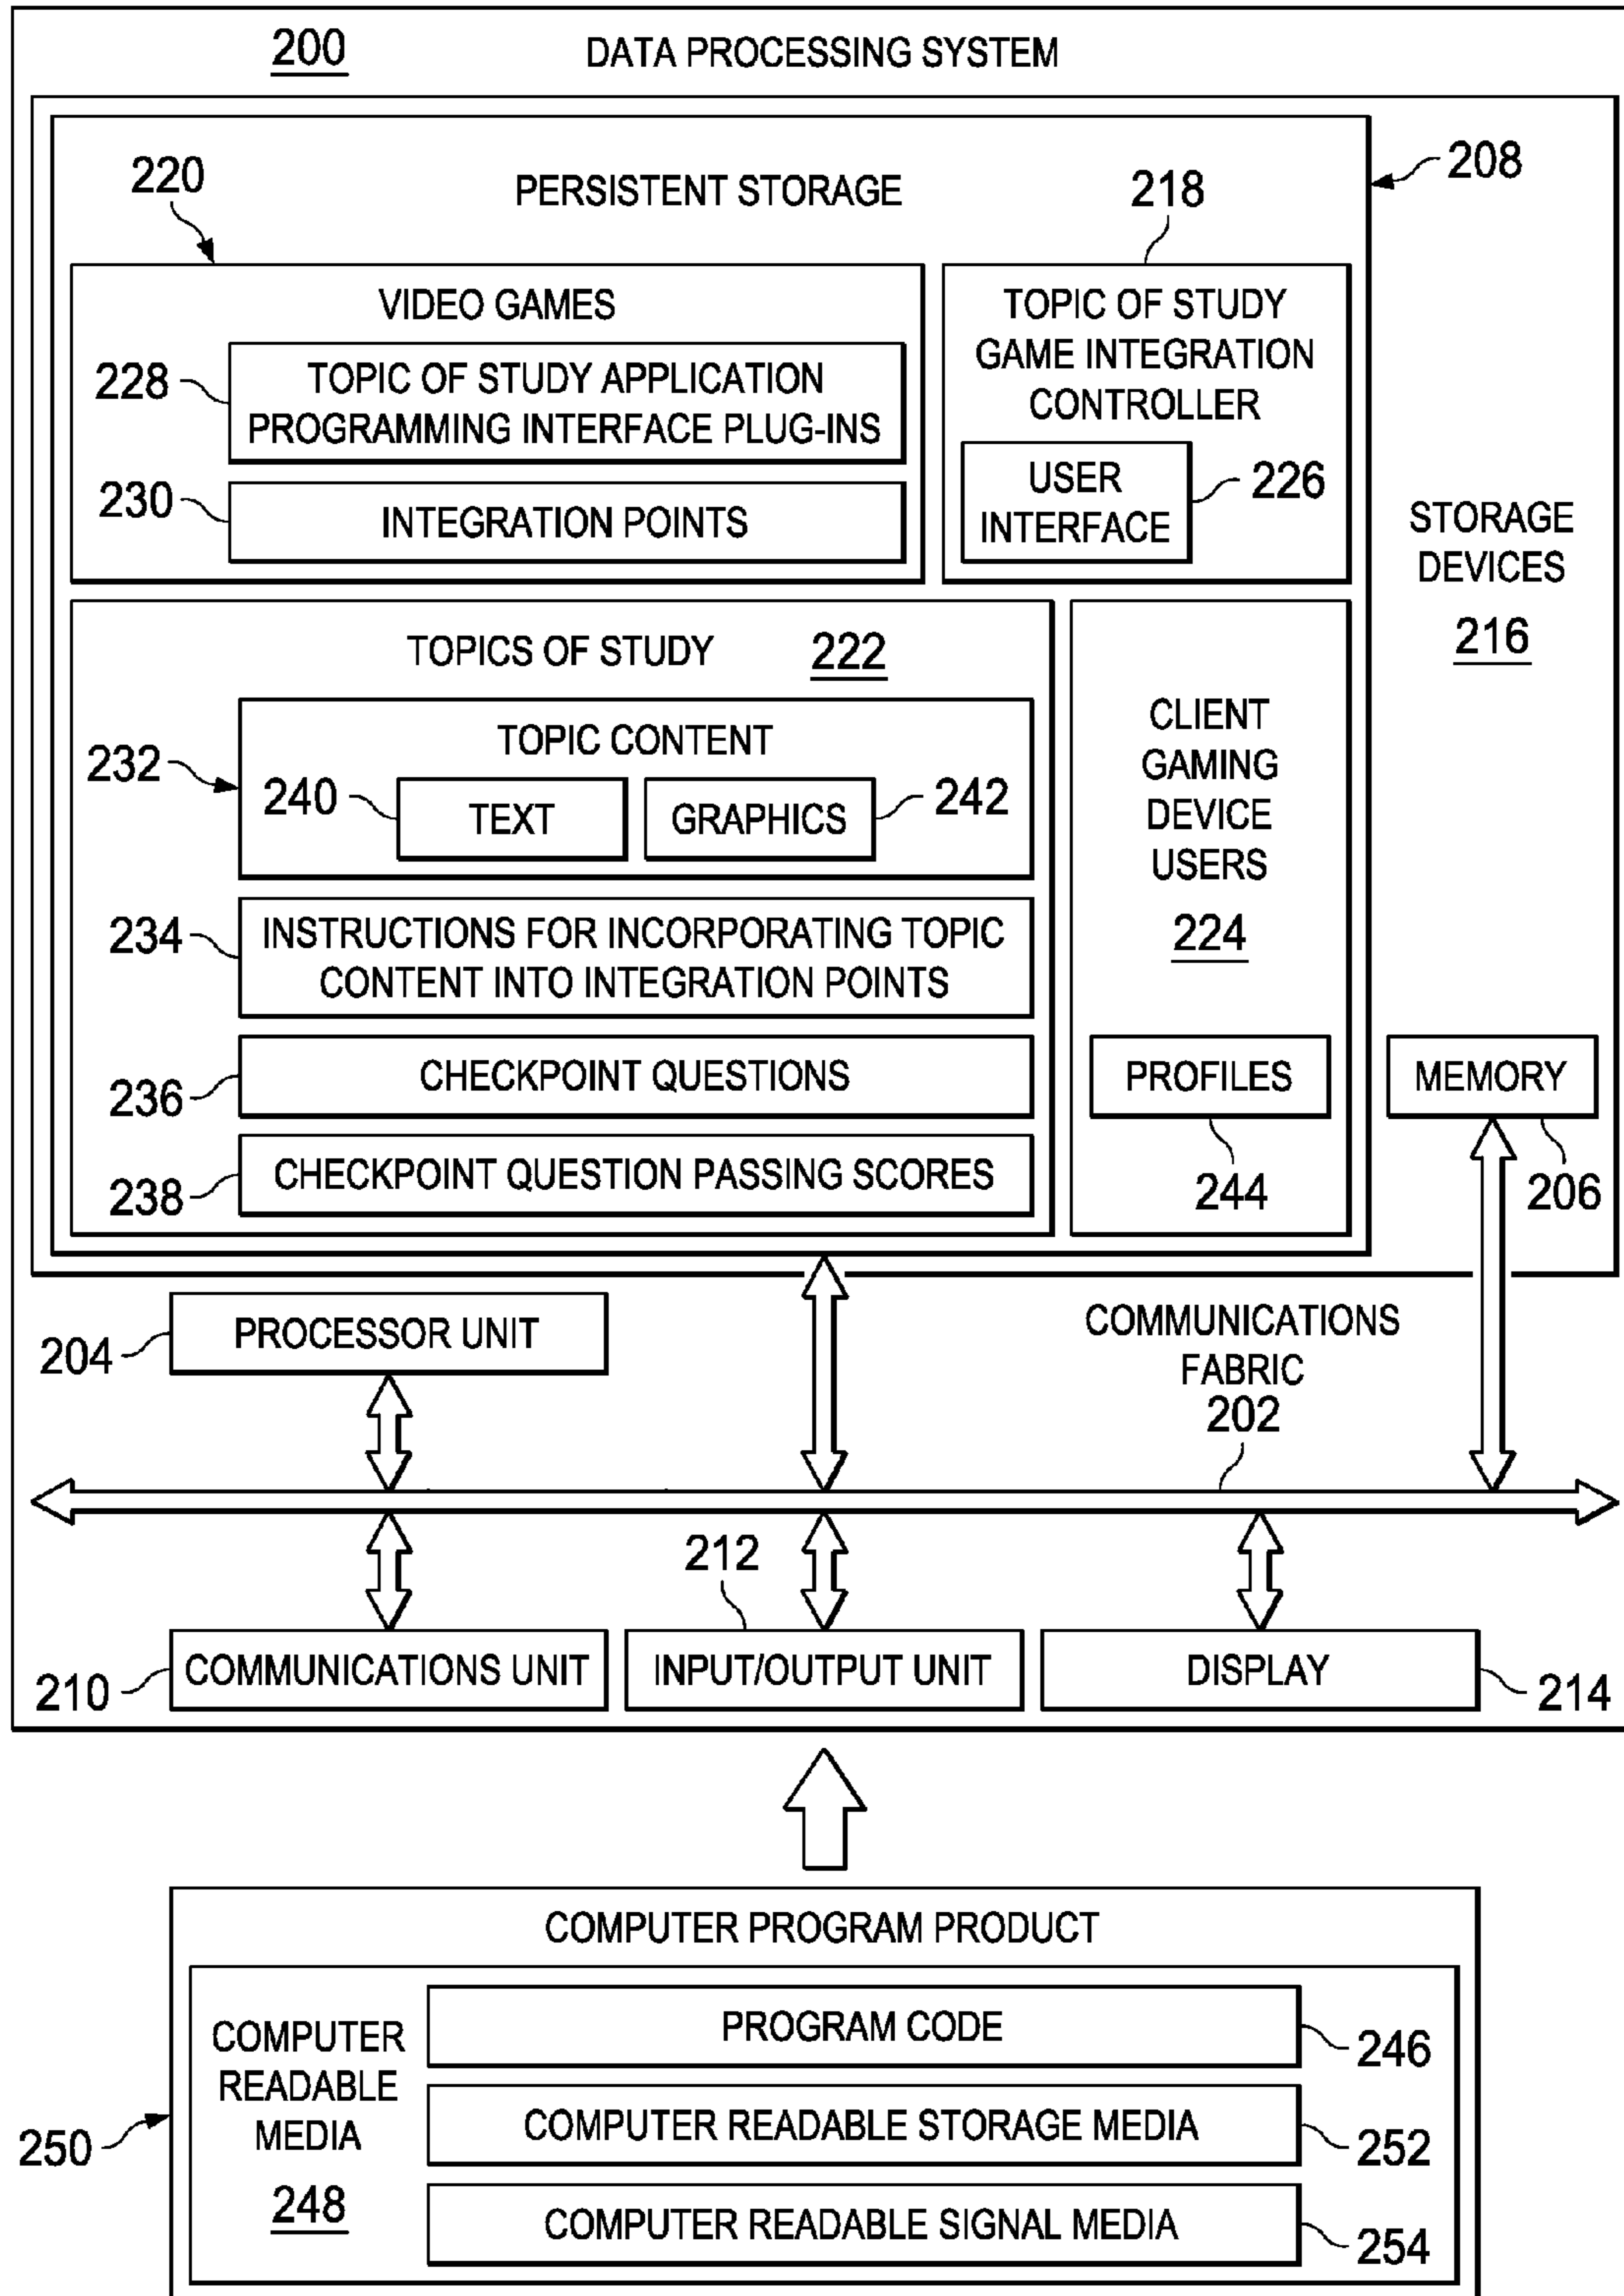 200 DATA PROCESSING SYSTEM
208
220
PERSISTENT STORAGE
218
VIDEO GAMES
228
TOPIC OF STUDY APPLICATION
PROGRAMMING INTERFACE PLUG-INS
230
INTEGRATION POINTS
TOPIC OF STUDY
GAME INTEGRATION
CONTROLLER
USER
INTERFACE
226
STORAGE
DEVICES
216
TOPICS OF STUDY 222
232
TOPIC CONTENT
240
TEXT
GRAPHICS
242
234
INSTRUCTIONS FOR INCORPORATING TOPIC
CONTENT INTO INTEGRATION POINTS
236
CHECKPOINT QUESTIONS
238
CHECKPOINT QUESTION PASSING SCORES
CLIENT
GAMING
DEVICE
USERS
224
PROFILES
244
MEMORY
206
204
PROCESSOR UNIT
COMMUNICATIONS
FABRIC
202
212
210
COMMUNICATIONS UNIT
INPUT/OUTPUT UNIT
DISPLAY
214
COMPUTER PROGRAM PRODUCT
250
COMPUTER
READABLE
MEDIA
248
PROGRAM CODE
246
COMPUTER READABLE STORAGE MEDIA
252
COMPUTER READABLE SIGNAL MEDIA
254